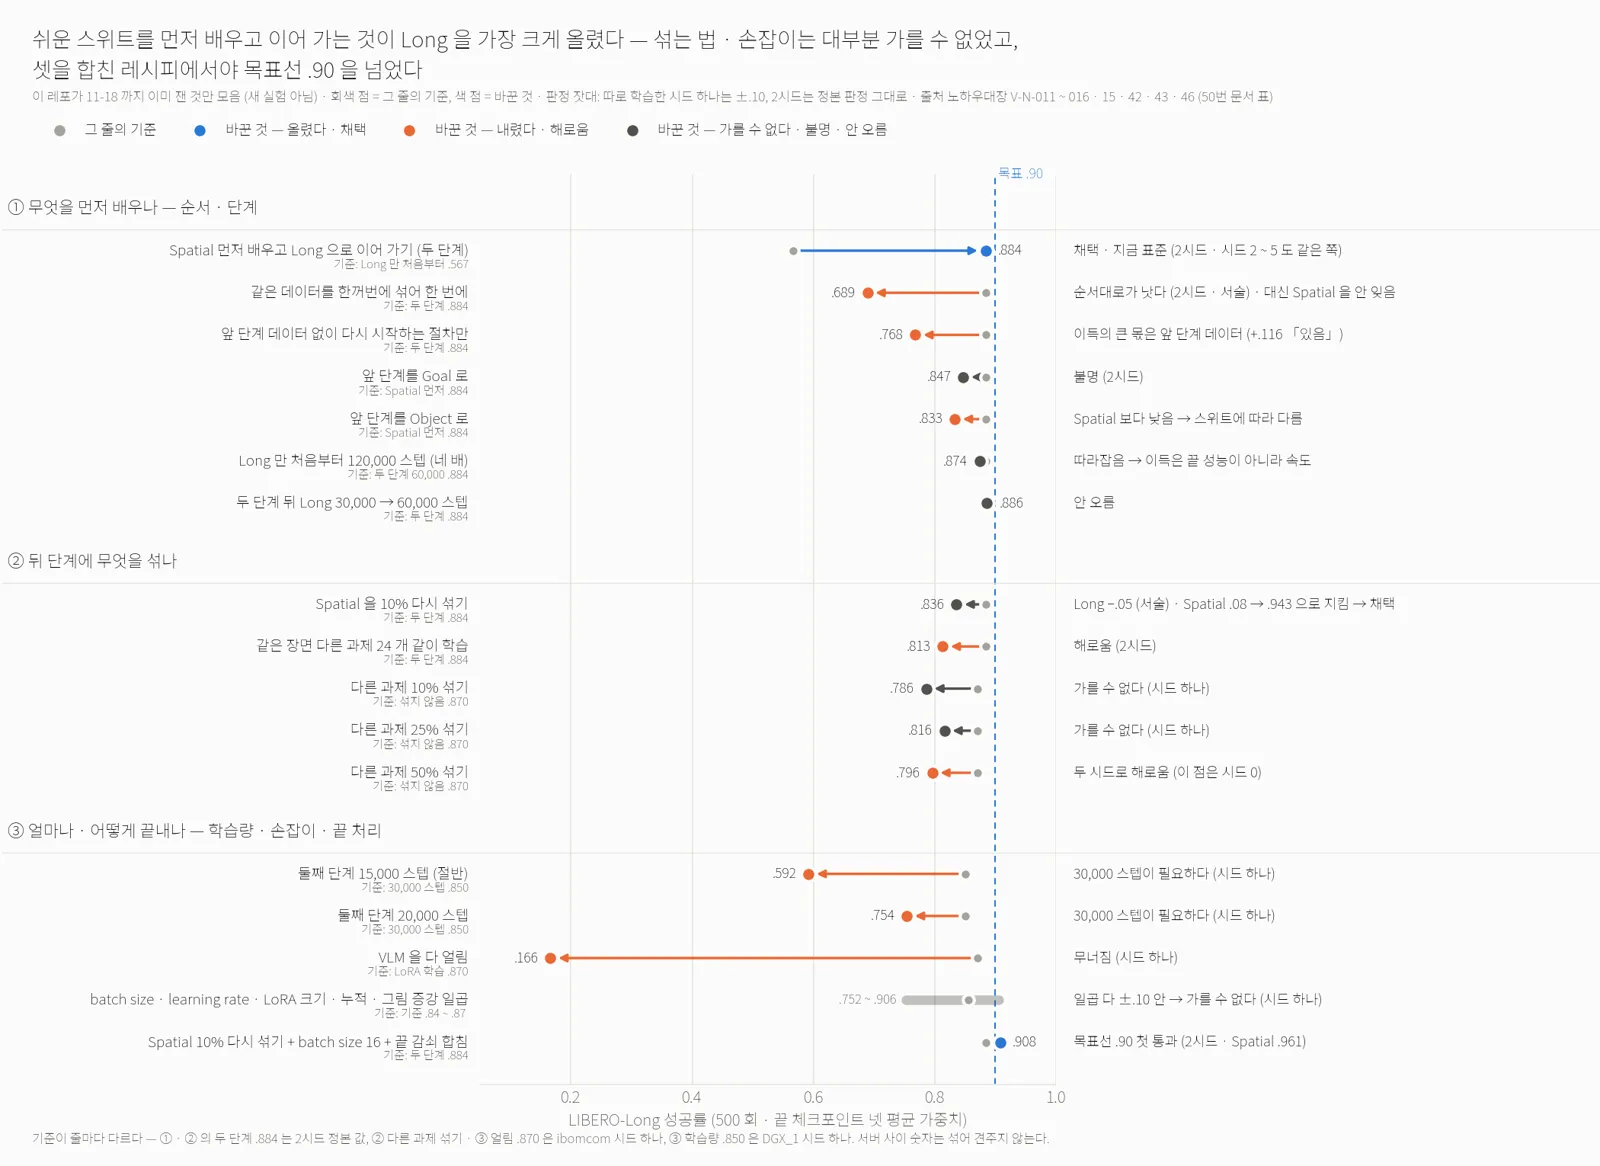 쉬운 스위트를 먼저 배우고 이어 가는 것이 Long 을 가장 크게 올렸다 — 섞는 법 · 손잡이는 대부분 가를 수 없었고,
셋을 합친 레시피에서야 목표선 .90 을 넘었다
이 레포가 11-18 까지 이미 잰 것만 모음 (새 실험 아님) · 회색 점 = 그 줄의 기준, 색 점 = 바꾼 것 · 판정 잣대: 따로 학습한 시드 하나는 ±.10, 2시드는 정본 판정 그대로 · 출처 노하우대장 V-N-011 ~ 016 · 15 · 42 · 43 · 46 (50번 문서 표)
그 줄의 기준
바꾼 것 — 올렸다 · 채택
바꾼 것 — 내렸다 · 해로움
바꾼 것 — 가를 수 없다 · 불명 · 안 오름
목표 .90
① 무엇을 먼저 배우나 — 순서 · 단계
Spatial 먼저 배우고 Long 으로 이어 가기 (두 단계)
기준: Long 만 처음부터 .567
.884
채택 · 지금 표준 (2시드 · 시드 2 ~ 5 도 같은 쪽)
같은 데이터를 한꺼번에 섞어 한 번에
기준: 두 단계 .884
.689
순서대로가 낫다 (2시드 · 서술) · 대신 Spatial 을 안 잊음
앞 단계 데이터 없이 다시 시작하는 절차만
기준: 두 단계 .884
.768
이득의 큰 몫은 앞 단계 데이터 (+.116 「있음」)
앞 단계를 Goal 로
기준: Spatial 먼저 .884
.847
불명 (2시드)
앞 단계를 Object 로
기준: Spatial 먼저 .884
.833
Spatial 보다 낮음 → 스위트에 따라 다름
Long 만 처음부터 120,000 스텝 (네 배)
기준: 두 단계 60,000 .884
.874
따라잡음 → 이득은 끝 성능이 아니라 속도
두 단계 뒤 Long 30,000 → 60,000 스텝
기준: 두 단계 .884
.886
안 오름
② 뒤 단계에 무엇을 섞나
Spatial 을 10% 다시 섞기
기준: 두 단계 .884
.836
Long −.05 (서술) · Spatial .08 → .943 으로 지킴 → 채택
같은 장면 다른 과제 24 개 같이 학습
기준: 두 단계 .884
.813
해로움 (2시드)
다른 과제 10% 섞기
기준: 섞지 않음 .870
.786
가를 수 없다 (시드 하나)
다른 과제 25% 섞기
기준: 섞지 않음 .870
.816
가를 수 없다 (시드 하나)
다른 과제 50% 섞기
기준: 섞지 않음 .870
.796
두 시드로 해로움 (이 점은 시드 0)
③ 얼마나 · 어떻게 끝내나 — 학습량 · 손잡이 · 끝 처리
둘째 단계 15,000 스텝 (절반)
기준: 30,000 스텝 .850
.592
30,000 스텝이 필요하다 (시드 하나)
둘째 단계 20,000 스텝
기준: 30,000 스텝 .850
.754
30,000 스텝이 필요하다 (시드 하나)
VLM 을 다 얼림
기준: LoRA 학습 .870
.166
무너짐 (시드 하나)
batch size · learning rate · LoRA 크기 · 누적 · 그림 증강 일곱
기준: 기준 .84 ~ .87
.752 ~ .906
일곱 다 ±.10 안 → 가를 수 없다 (시드 하나)
Spatial 10% 다시 섞기 + batch size 16 + 끝 감쇠 합침
기준: 두 단계 .884
.908
목표선 .90 첫 통과 (2시드 · Spatial .961)
0.2 0.4 0.6 0.8 1.0
LIBERO-Long 성공률 (500 회 · 끝 체크포인트 넷 평균 가중치)
기준이 줄마다 다르다 — ① · ② 의 두 단계 .884 는 2시드 정본 값, ② 다른 과제 섞기 · ③ 얼림 .870 은 ibomcom 시드 하나, ③ 학습량 .850 은 DGX_1 시드 하나. 서버 사이 숫자는 섞어 견주지 않는다.